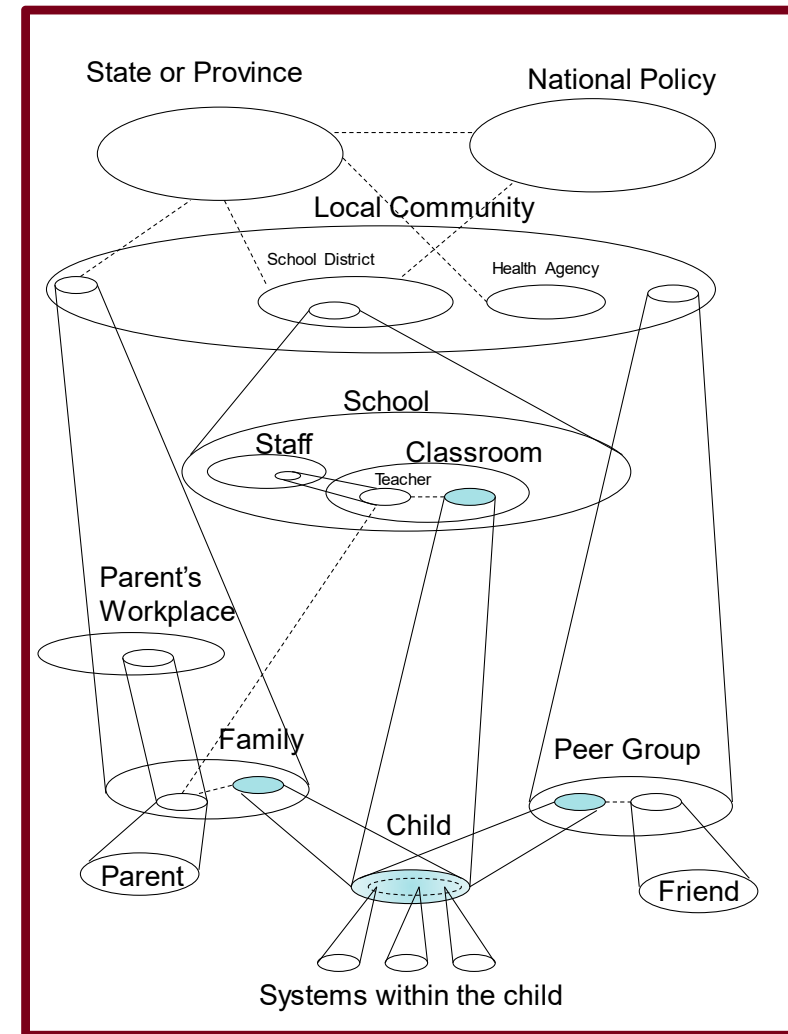 State or Province
National Policy
Local Community
School District
Health Agency
School
Staff
Classroom
Teacher
Parent’s
Workplace
Family
Peer Group
Child
Parent
Friend
Systems within the child